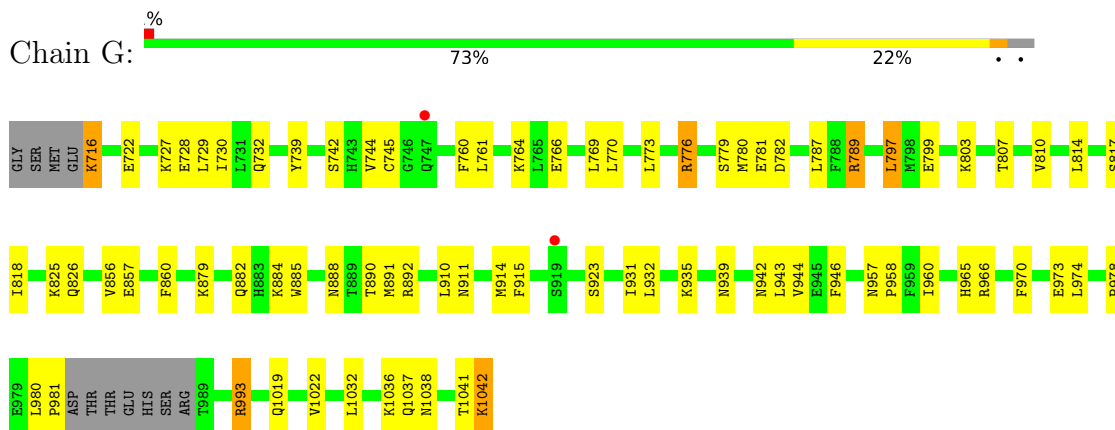 .%
Chain G:
73% 22% • •
GLY SER MET GLU K716 E722 K727 E728 L729 I730 L731 Q732 Y739 S742 H743 V744 C745 G746 Q747 F760 L761 K764 L765 E766 L769 L770 L773 R776 S779 M780 E781 D782 L787 F788 R789 L797 M798 E799 K803 T807 V810 L814 S817
I818 K825 Q826 V856 E857 F860 K879 Q882 H883 K884 W885 N888 T889 T890 M891 R892 L910 N911 M914 F915 S919 S923 I931 L932 K935 N939 N942 L943 V944 E945 F946 N957 P958 F959 I960 H965 R966 F970 E973 L974
E979 L980 P981 ASP THR THR GLU HIS SER ARG T989 R993 Q1019 V1022 L1032 K1036 Q1037 N1038 T1041 K1042